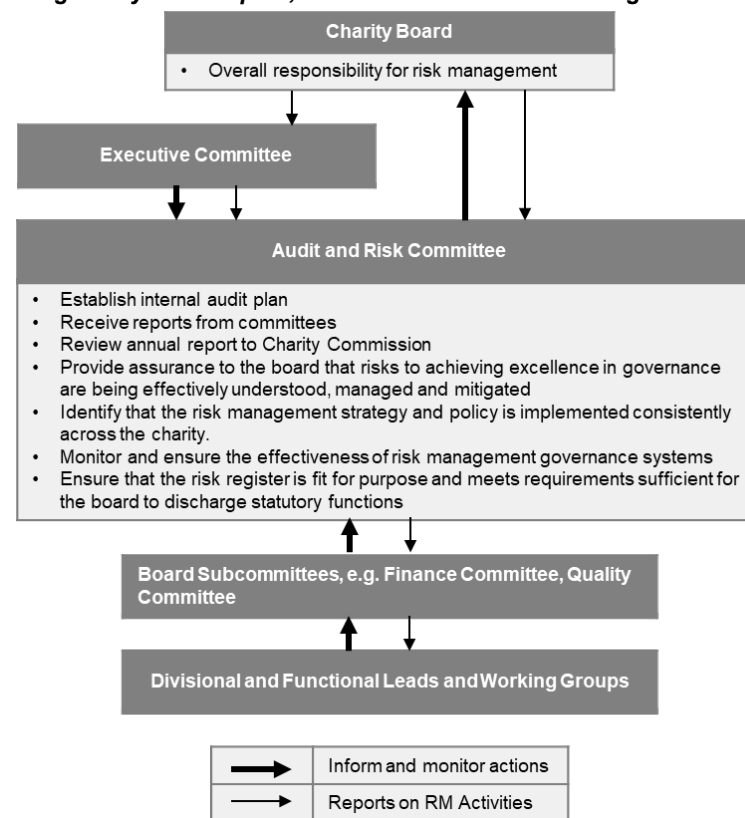 Charity Board
• Overall responsibility for risk management
Executive Committee
Audit and Risk Committee
• Establish internal audit plan
• Receive reports from committees
• Review annual report to Charity Commission
• Provide assurance to the board that risks to achieving excellence in governance
are being effectively understood, managed and mitigated
• Identify that the risk management strategy and policy is implemented consistently
across the charity.
• Monitor and ensure the effectiveness of risk management governance systems
• Ensure that the risk register is fit for purpose and meets requirements sufficient for
the board to discharge statutory functions
Board Subcommittees, e.g. Finance Committee, Quality
Committee
Divisional and Functional Leads and Working Groups
Inform and monitor actions
Reports on RM Activities